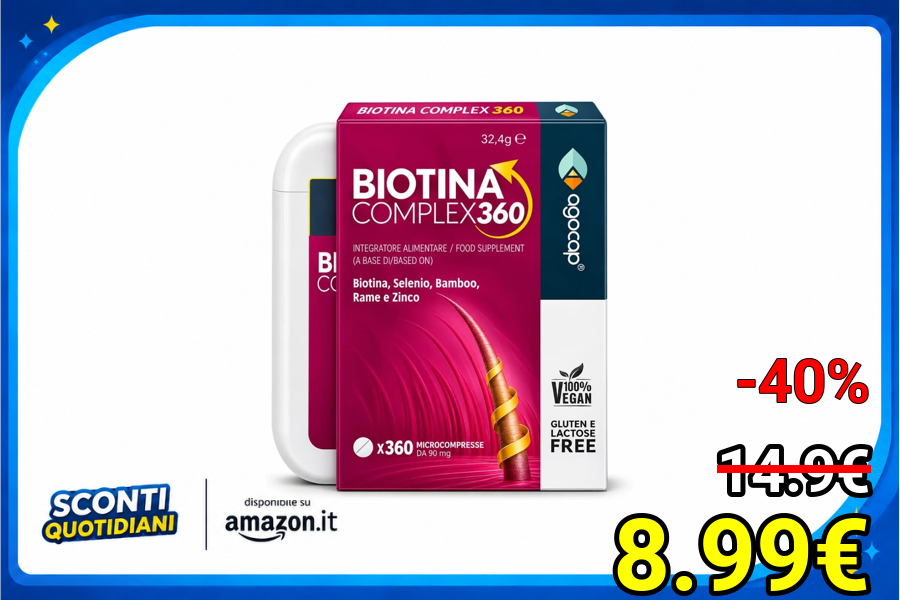 BIOTINA COMPLEX 360
32,4g ℮
BIOTINA
COMPLEX360
INTEGRATORE ALIMENTARE / FOOD SUPPLEMENT
(A BASE DI/BASED ON)
Biotina, Selenio, Bamboo,
Rame e Zinco
x360 MICROCOMPRESSE
DA 90 mg
agocap®
100%
VEGAN
GLUTEN E
LACTOSE
FREE
BI
CO
-40%
14.9€
8.99€
SCONTI
QUOTIDIANI
disponibile su
amazon.it